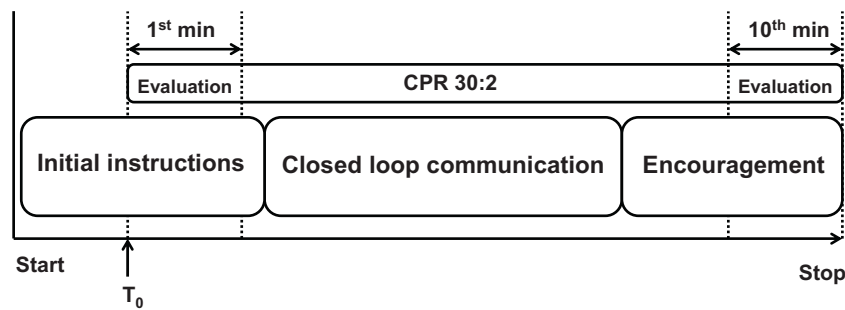 1st min
10th min
Evaluation
CPR 30:2
Evaluation
Initial instructions
Closed loop communication
Encouragement
Start
Stop
T0